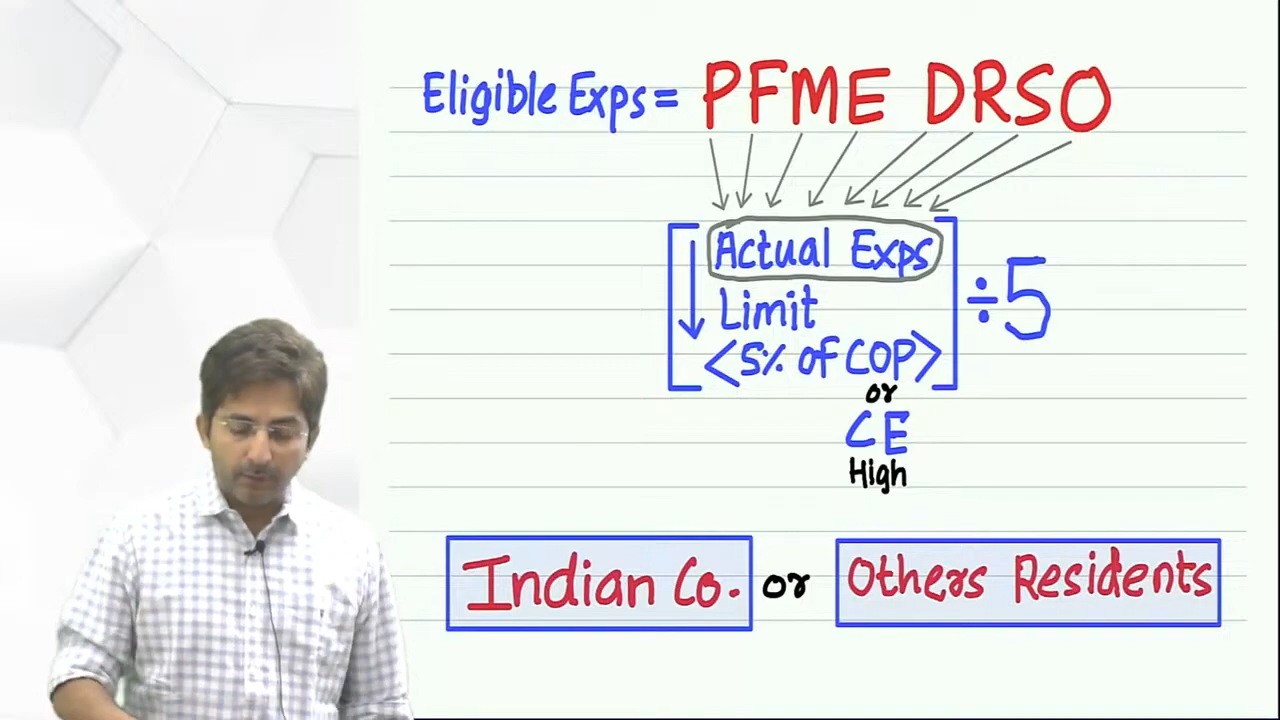 Eligible Exps = PFME DRSO
Actual Exps
Limit
<5% of COP>
÷5
or
CE
High
Indian Co. or Others Residents